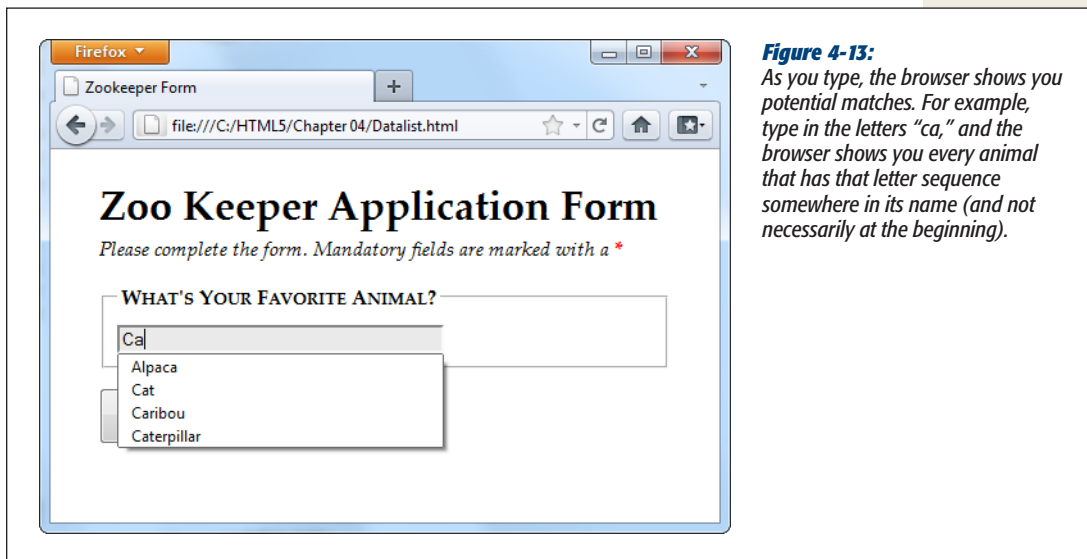 Firefox
Zookeeper Form
file:///C:/HTML5/Chapter 04/Datalist.html
Zoo Keeper Application Form
Please complete the form. Mandatory fields are marked with a *
What's Your Favorite Animal?
Ca
Alpaca
Cat
Caribou
Caterpillar
Figure 4-13:
As you type, the browser shows you
potential matches. For example,
type in the letters “ca,” and the
browser shows you every animal
that has that letter sequence
somewhere in its name (and not
necessarily at the beginning).